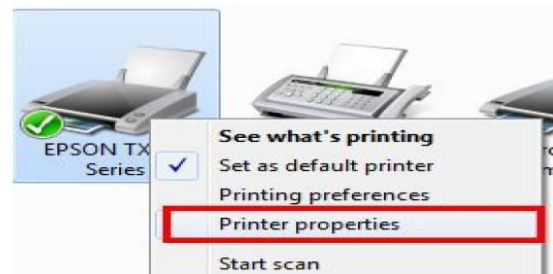 EPSON TX
Series
See what's printing
Set as default printer
Printing preferences
Printer properties
Start scan